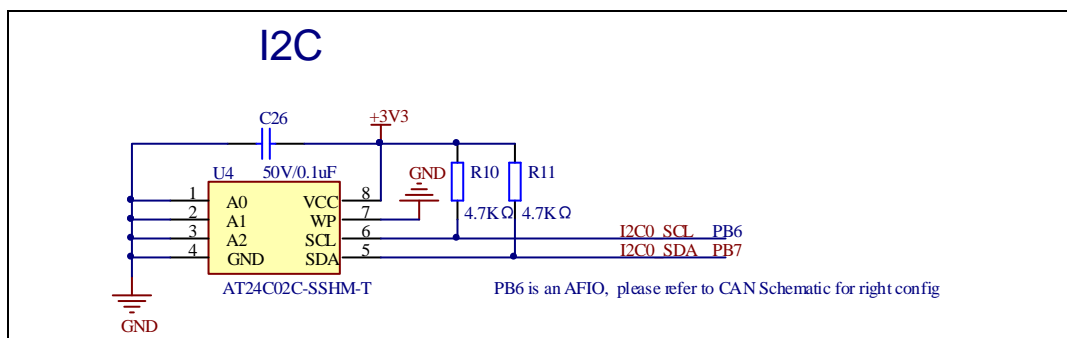 I2C
C26
+3V3
U4
50V/0.1uF
GND
R10
R11
1
A0
VCC
8
2
A1
WP
7
4.7KΩ
4.7KΩ
3
A2
SCL
6
I2C0_SCL
PB6
4
GND
SDA
5
I2C0_SDA
PB7
AT24C02C-SSHM-T
PB6 is an AFIO, please refer to CAN Schematic for right config
GND